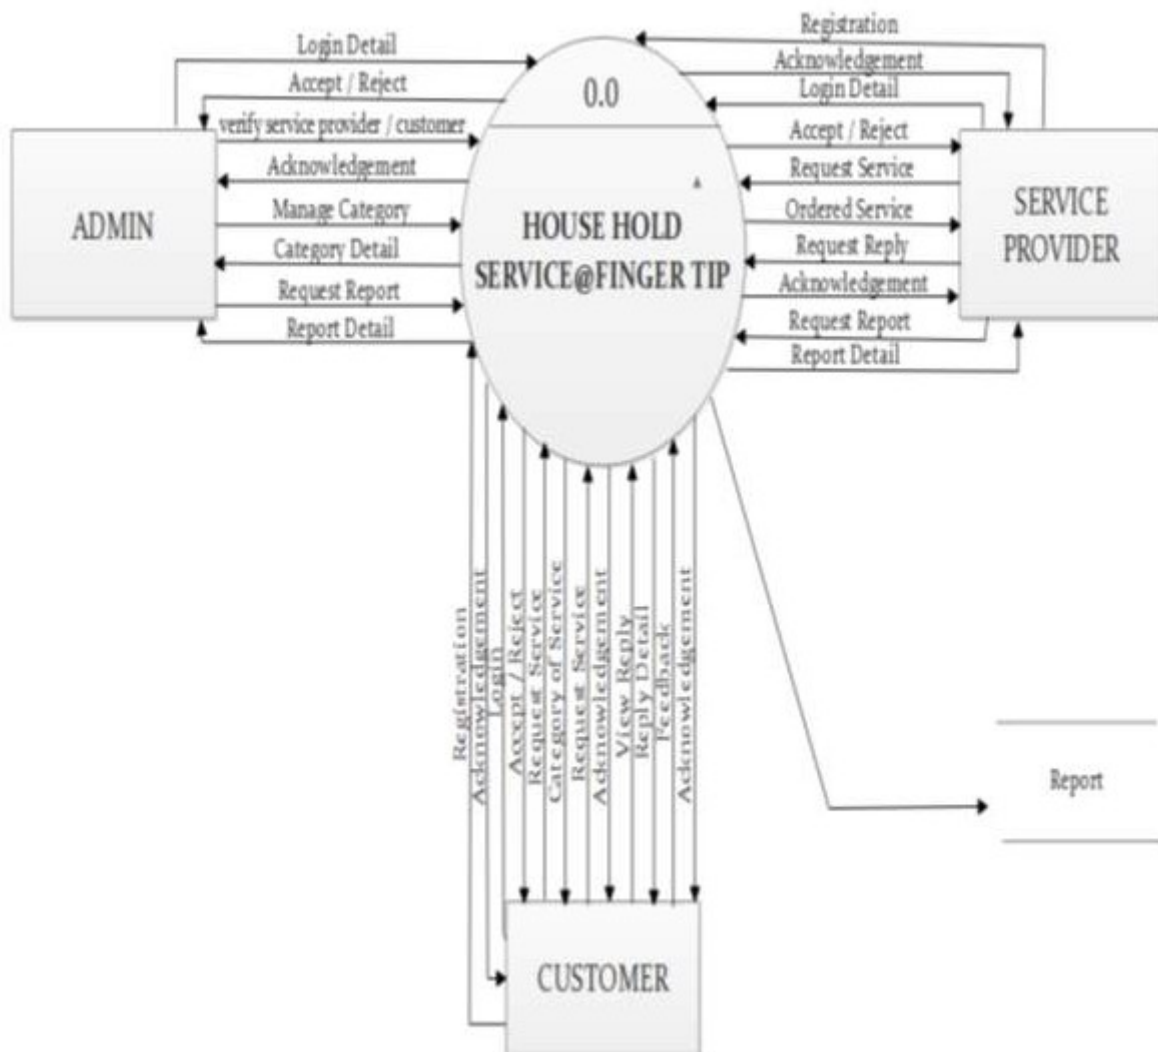 Login Detail
Accept / Reject
verify service provider / customer
Acknowledgement
Manage Category
Category Detail
Request Report
Report Detail
ADMIN
0.0
HOUSE HOLD
SERVICE@FINGER TIP
Registration
Acknowledgement
Login Detail
Accept / Reject
Request Service
Ordered Service
Request Reply
Acknowledgement
Request Report
Report Detail
SERVICE
PROVIDER
Registration
Acknowledgement
Login
Accept / Reject
Request Service
Category of Service
Request Service
Acknowledgement
View Reply
Reply Detail
Feedback
Acknowledgement
Report
CUSTOMER